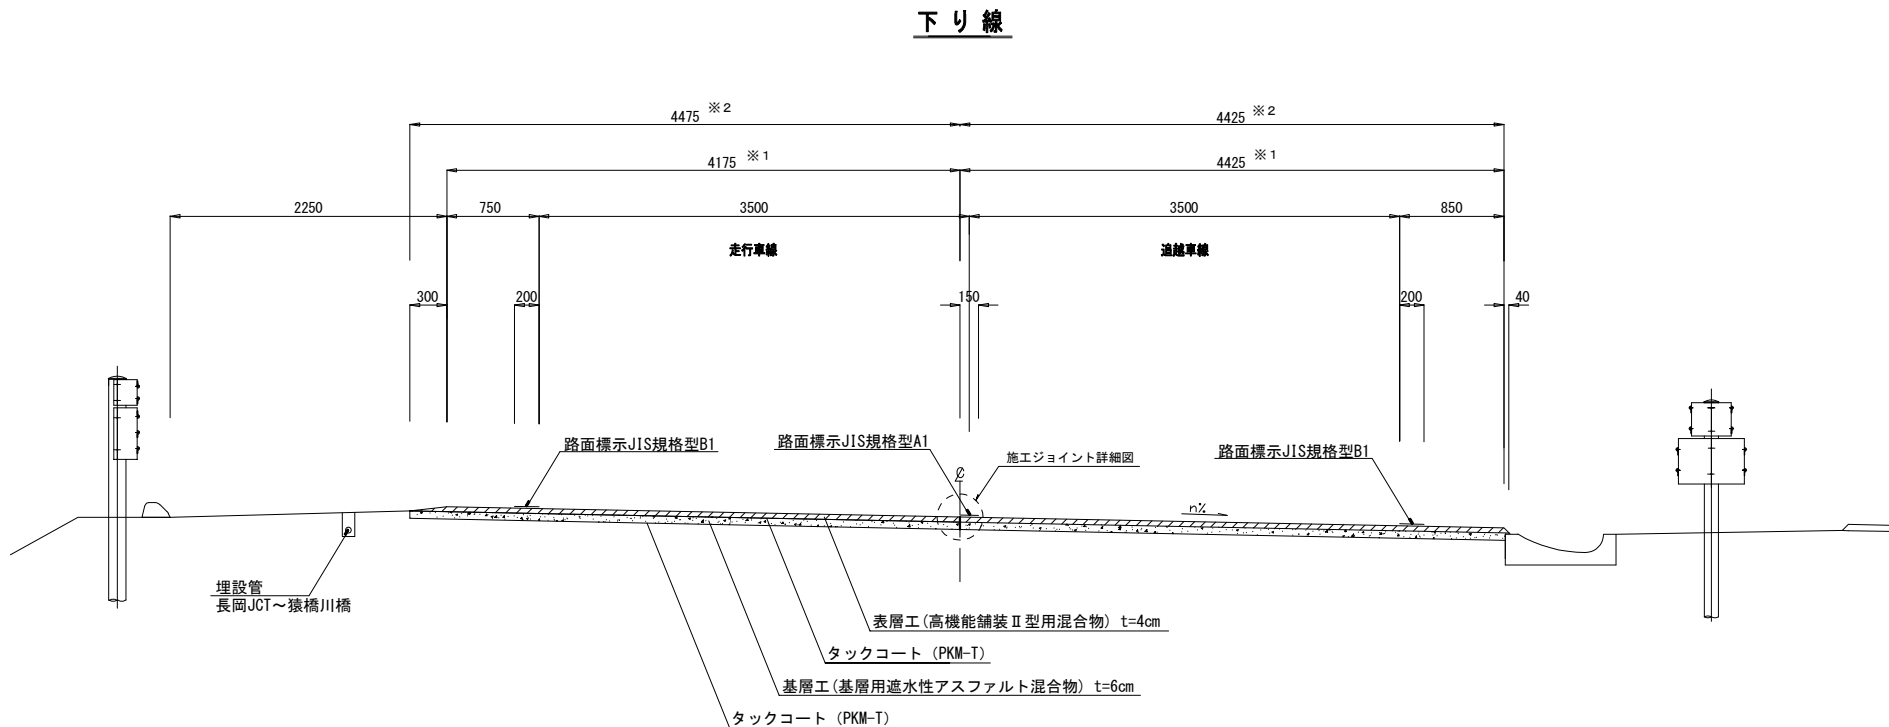 下り線
4475 ※2
4425 ※2
4175 ※1
4425 ※1
2250
750
3500
3500
850
走行車線
追越車線
300
200
150
200
40
路面標示JIS規格型B1
路面標示JIS規格型A1
施工ジョイント詳細図
路面標示JIS規格型B1
℄
n%
埋設管
長岡JCT～猿橋川橋
表層工(高機能舗装Ⅱ型用混合物) t=4cm
タックコート (PKM-T)
基層工(基層用遮水性アスファルト混合物) t=6cm
タックコート (PKM-T)